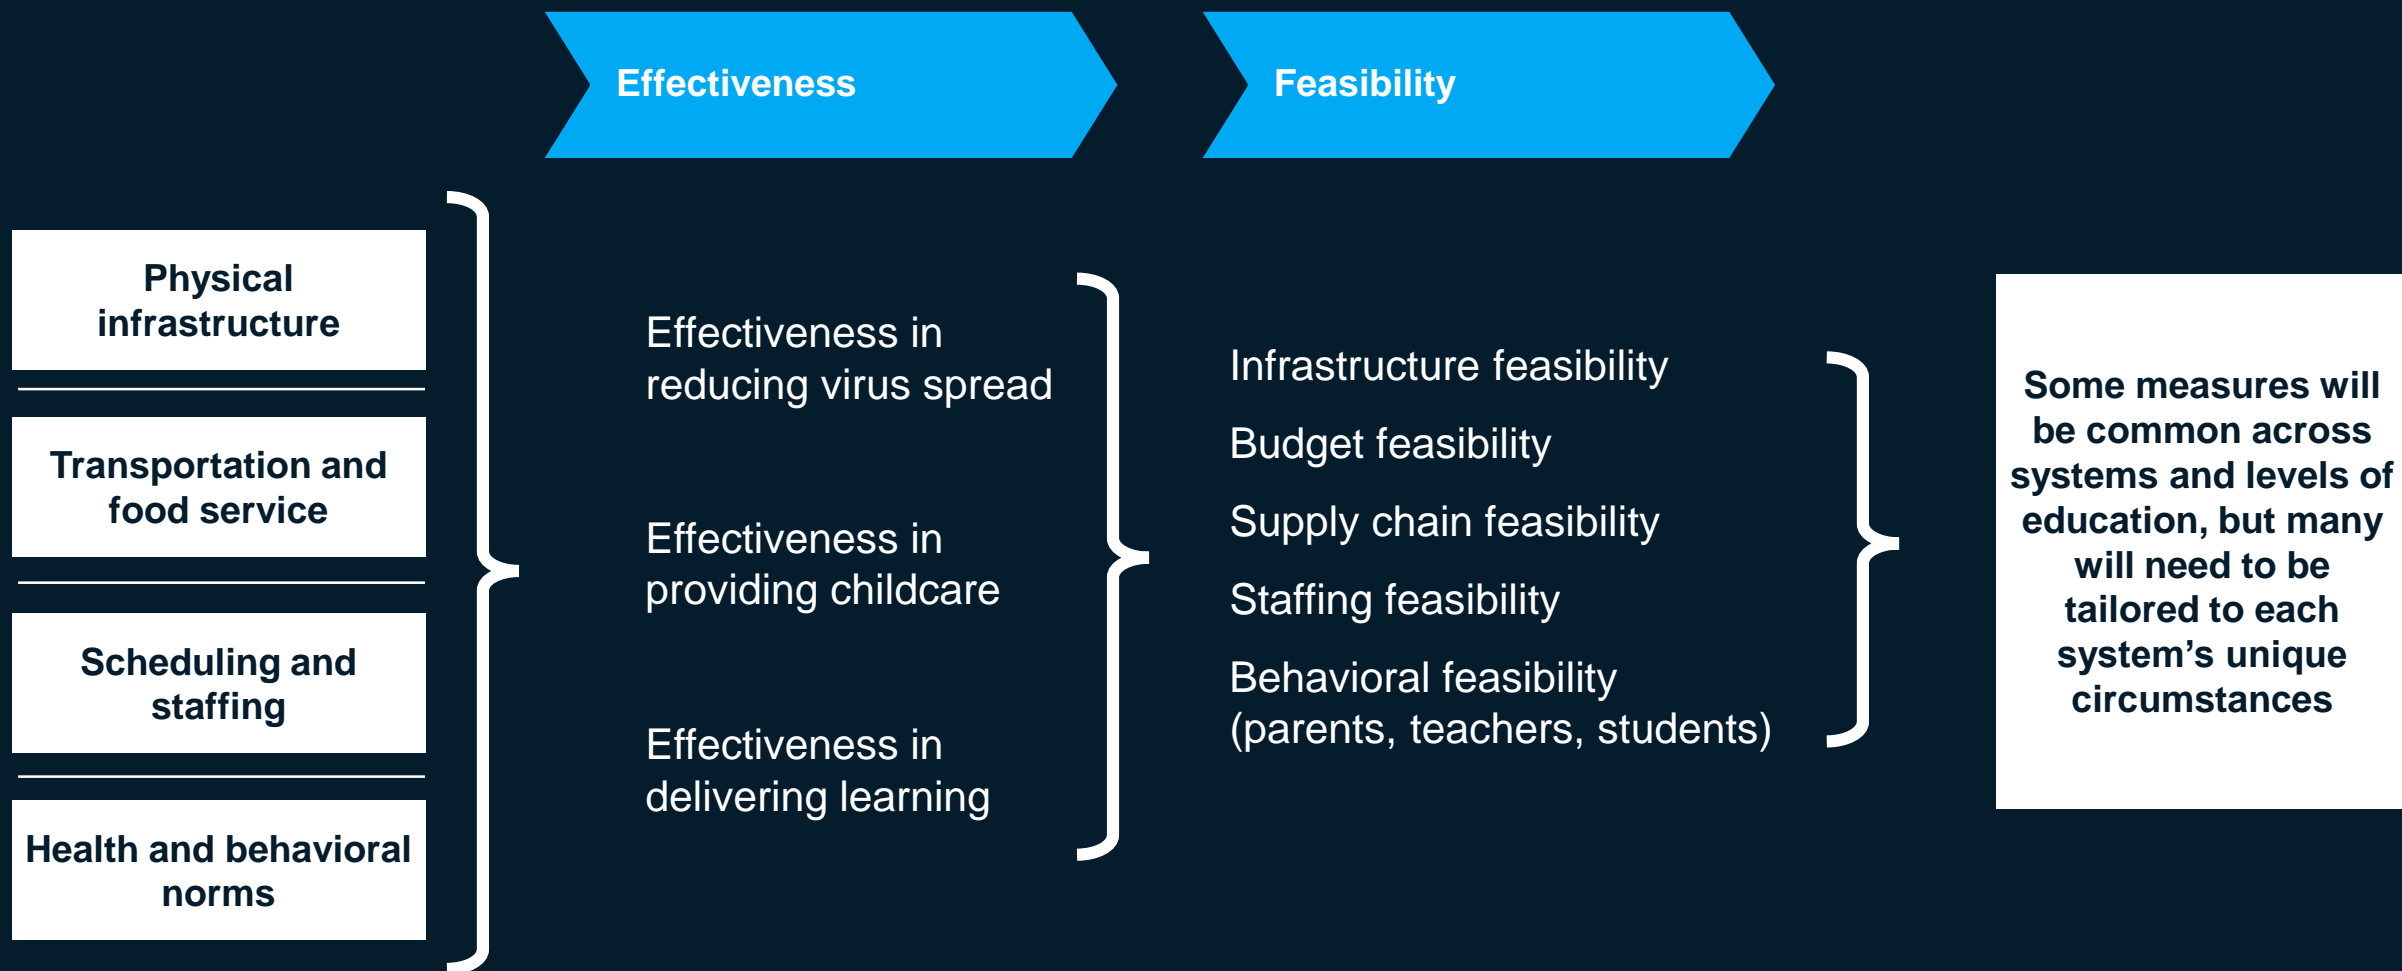 Effectiveness
Feasibility
Physical
infrastructure
Transportation and
food service
Scheduling and
staffing
Health and behavioral
norms
Effectiveness in
reducing virus spread
Effectiveness in
providing childcare
Effectiveness in
delivering learning
Infrastructure feasibility
Budget feasibility
Supply chain feasibility
Staffing feasibility
Behavioral feasibility
(parents, teachers, students)
Some measures will
be common across
systems and levels of
education, but many
will need to be
tailored to each
system’s unique
circumstances